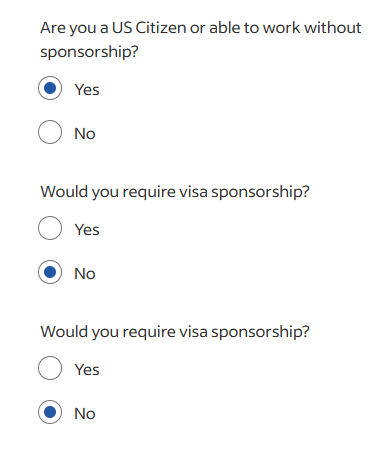 Are you a US Citizen or able to work without
sponsorship?
Yes
No
Would you require visa sponsorship?
Yes
No
Would you require visa sponsorship?
Yes
No